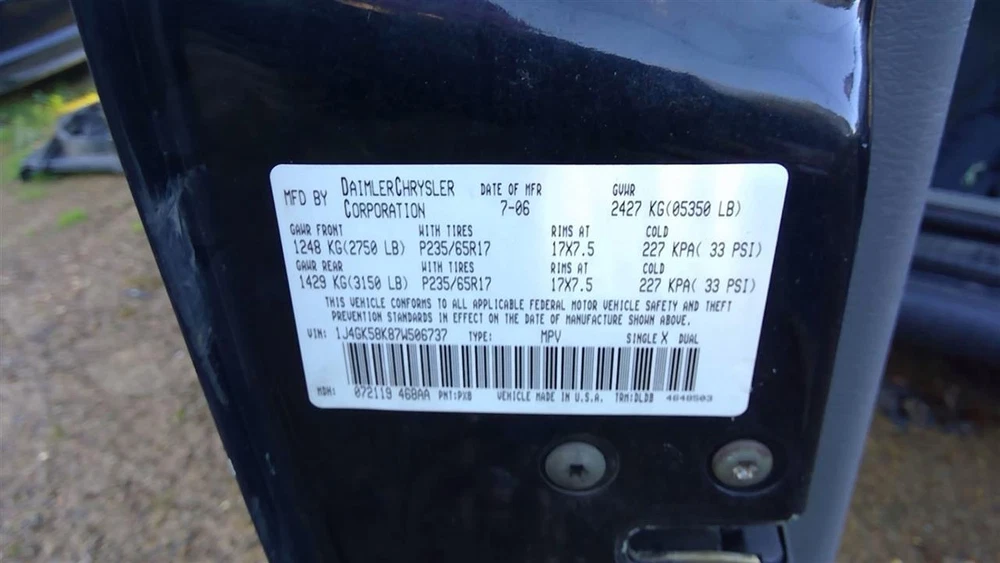 MFD BY DAIMLERCHRYSLER CORPORATION DATE OF MFR 7-06 GVWR 2427 KG(05350 LB)
GAWR FRONT WITH TIRES RIMS AT COLD
1248 KG(2750 LB) P235/65R17 17X7.5 227 KPA( 33 PSI)
GAWR REAR WITH TIRES RIMS AT COLD
1429 KG(3150 LB) P235/65R17 17X7.5 227 KPA( 33 PSI)
THIS VEHICLE CONFORMS TO ALL APPLICABLE FEDERAL MOTOR VEHICLE SAFETY AND THEFT
PREVENTION STANDARDS IN EFFECT ON THE DATE OF MANUFACTURE SHOWN ABOVE.
VIN: 1J4GK58K87W506737 TYPE: MPV SINGLE X DUAL
MDH: 072119 468AA PNT:PXB VEHICLE MADE IN U.S.A. TRM:DLDB 4648503